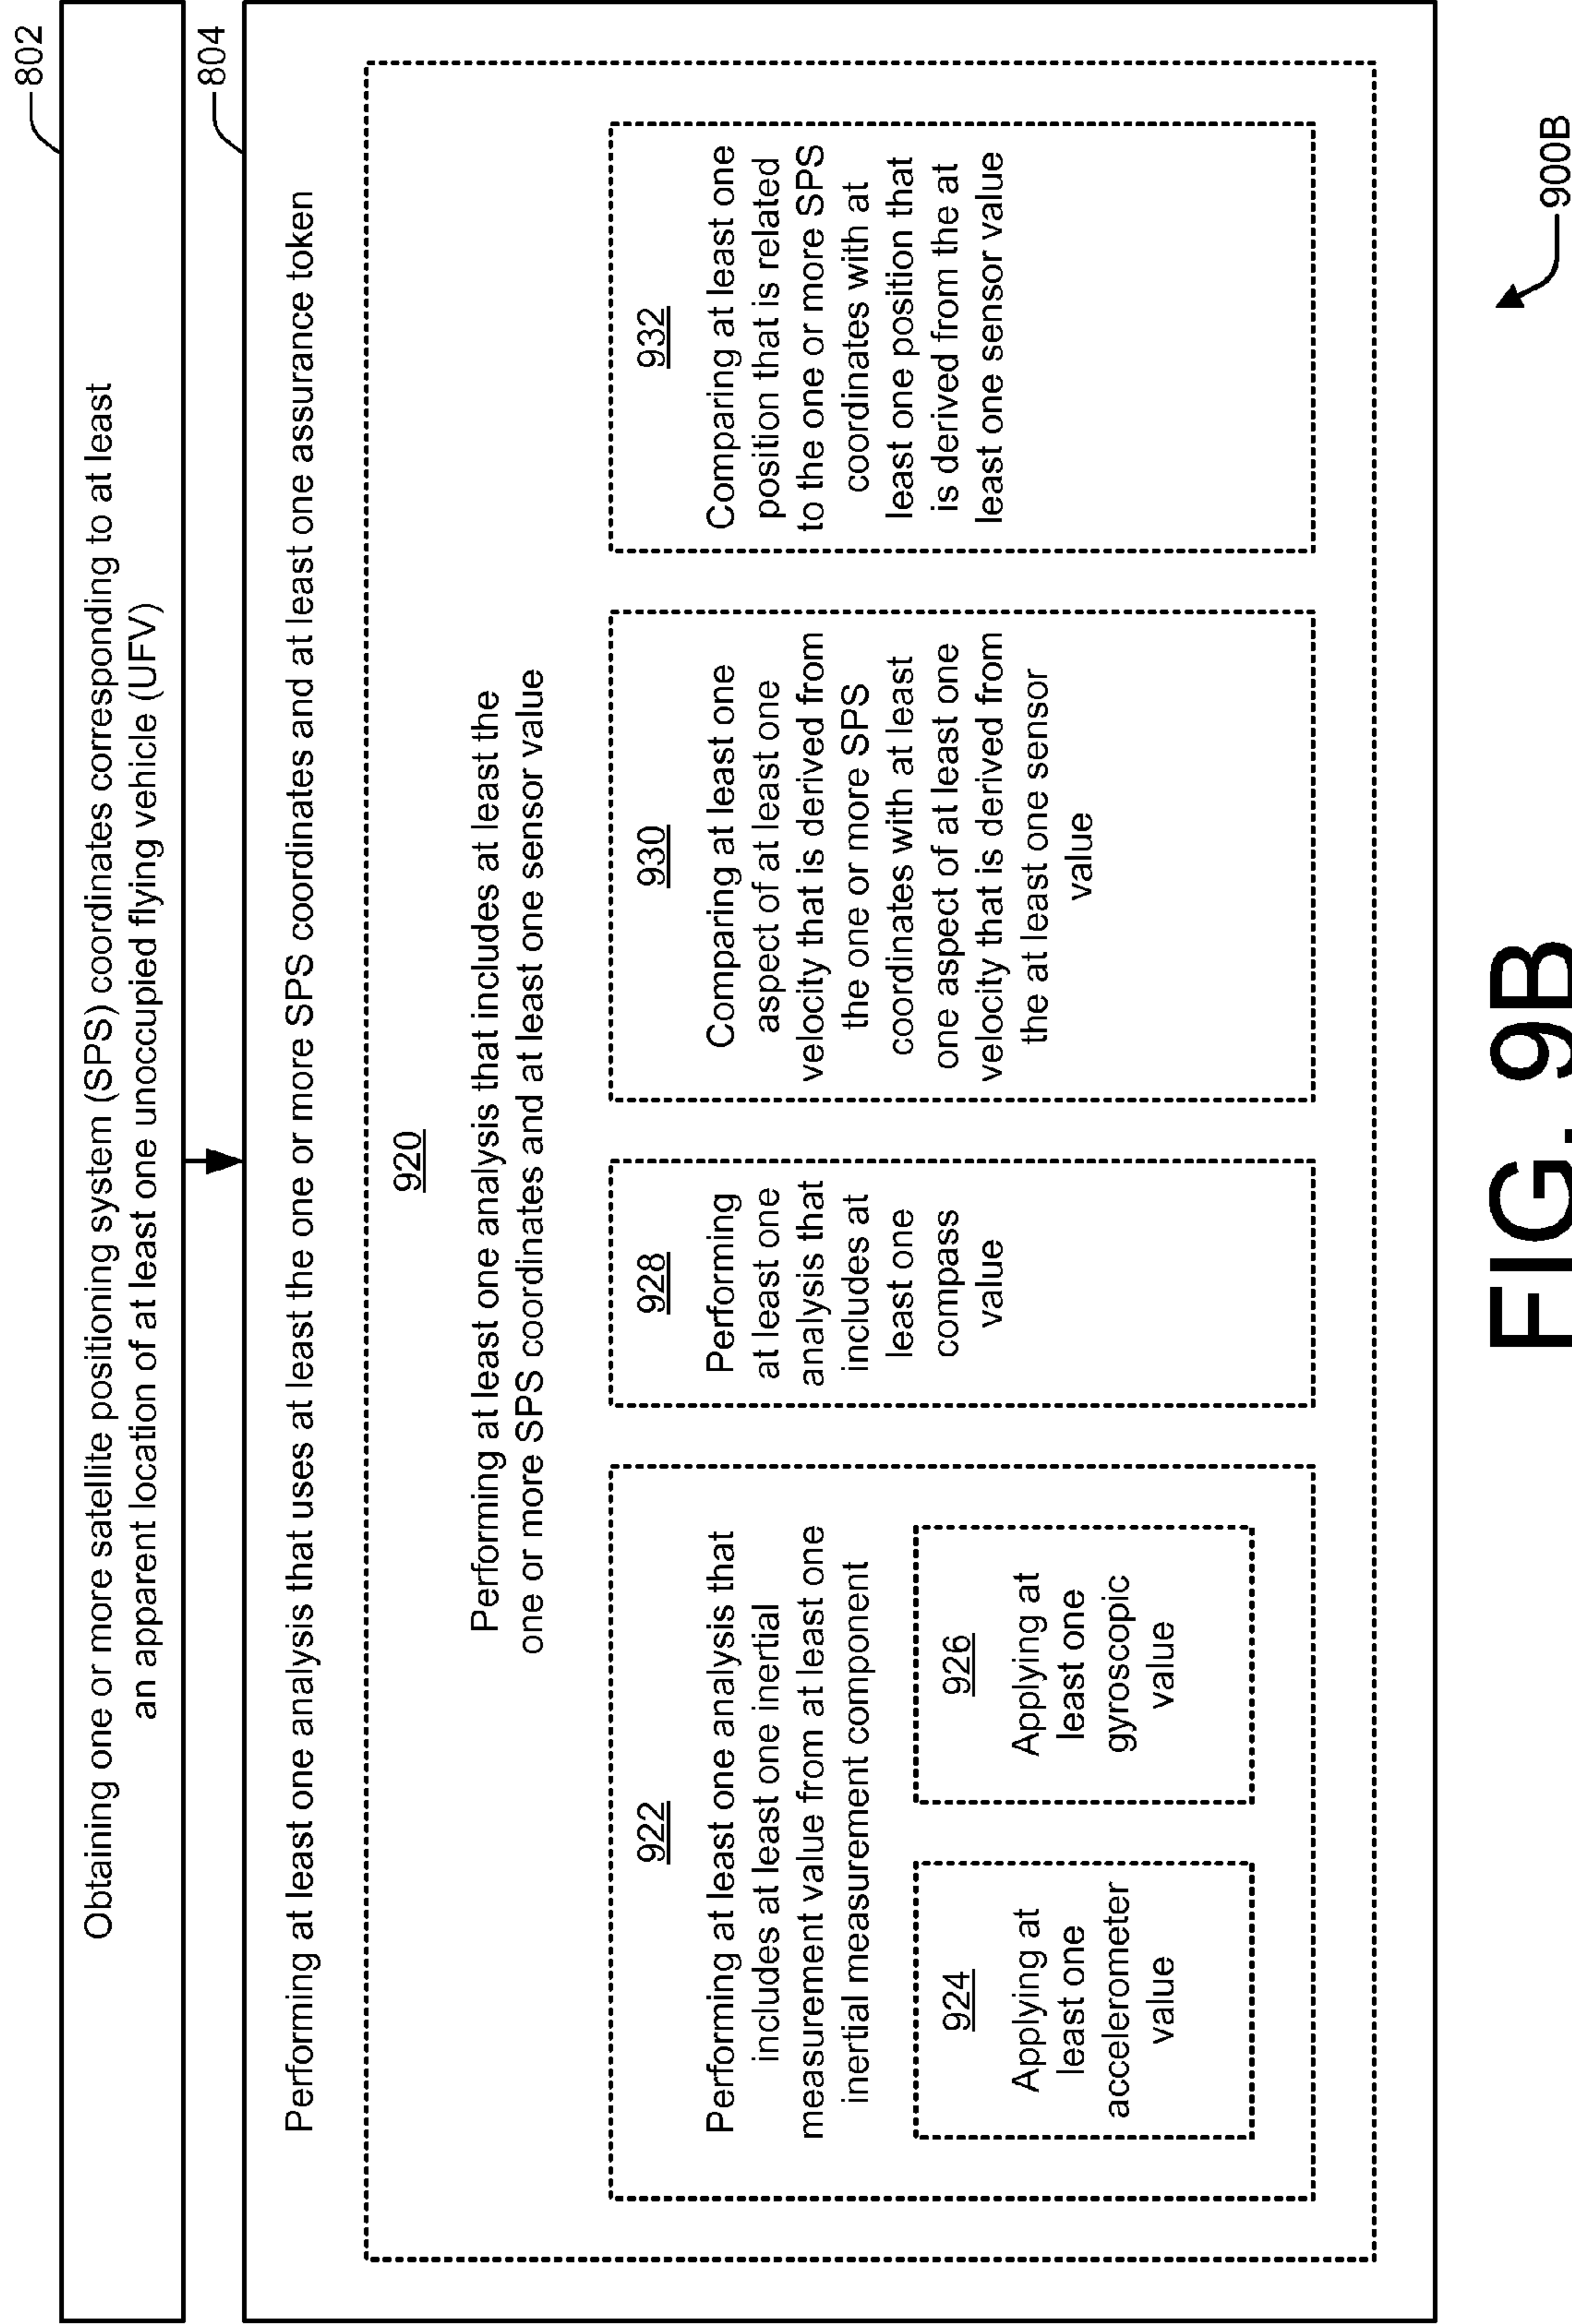 802
Obtaining one or more satellite positioning system (SPS) coordinates corresponding to at least
an apparent location of at least one unoccupied flying vehicle (UFV)
804
Performing at least one analysis that uses at least the one or more SPS coordinates and at least one assurance token
920
Performing at least one analysis that includes at least the
one or more SPS coordinates and at least one sensor value
922
Performing at least one analysis that
includes at least one inertial
measurement value from at least one
inertial measurement component
924
Applying at
least one
accelerometer
value
926
Applying at
least one
gyroscopic
value
928
Performing
at least one
analysis that
includes at
least one
compass
value
930
Comparing at least one
aspect of at least one
velocity that is derived from
the one or more SPS
coordinates with at least
one aspect of at least one
velocity that is derived from
the at least one sensor
value
932
Comparing at least one
position that is related
to the one or more SPS
coordinates with at
least one position that
is derived from the at
least one sensor value
900B
FIG. 9B